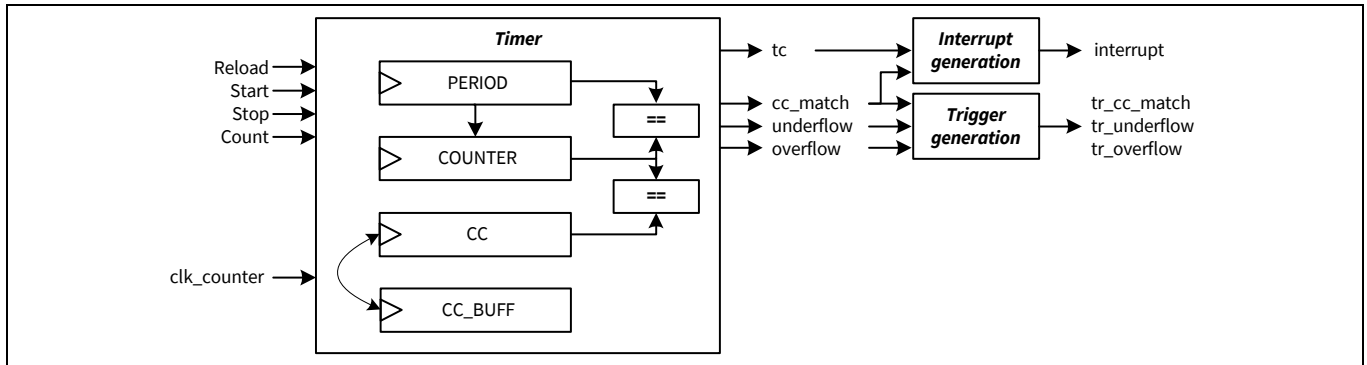 Timer
Reload
Start
Stop
Count
clk_counter
PERIOD
COUNTER
CC
CC_BUFF
==
==
tc
cc_match
underflow
overflow
Interrupt
generation
Trigger
generation
interrupt
tr_cc_match
tr_underflow
tr_overflow